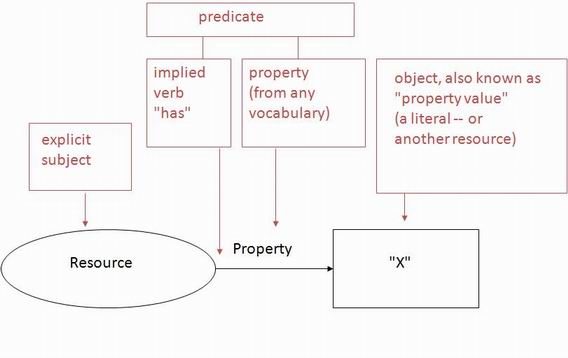 predicate
implied
verb
"has"
property
(from any
vocabulary)
object, also known as
"property value"
(a literal -- or
another resource)
explicit
subject
Property
Resource
"X"